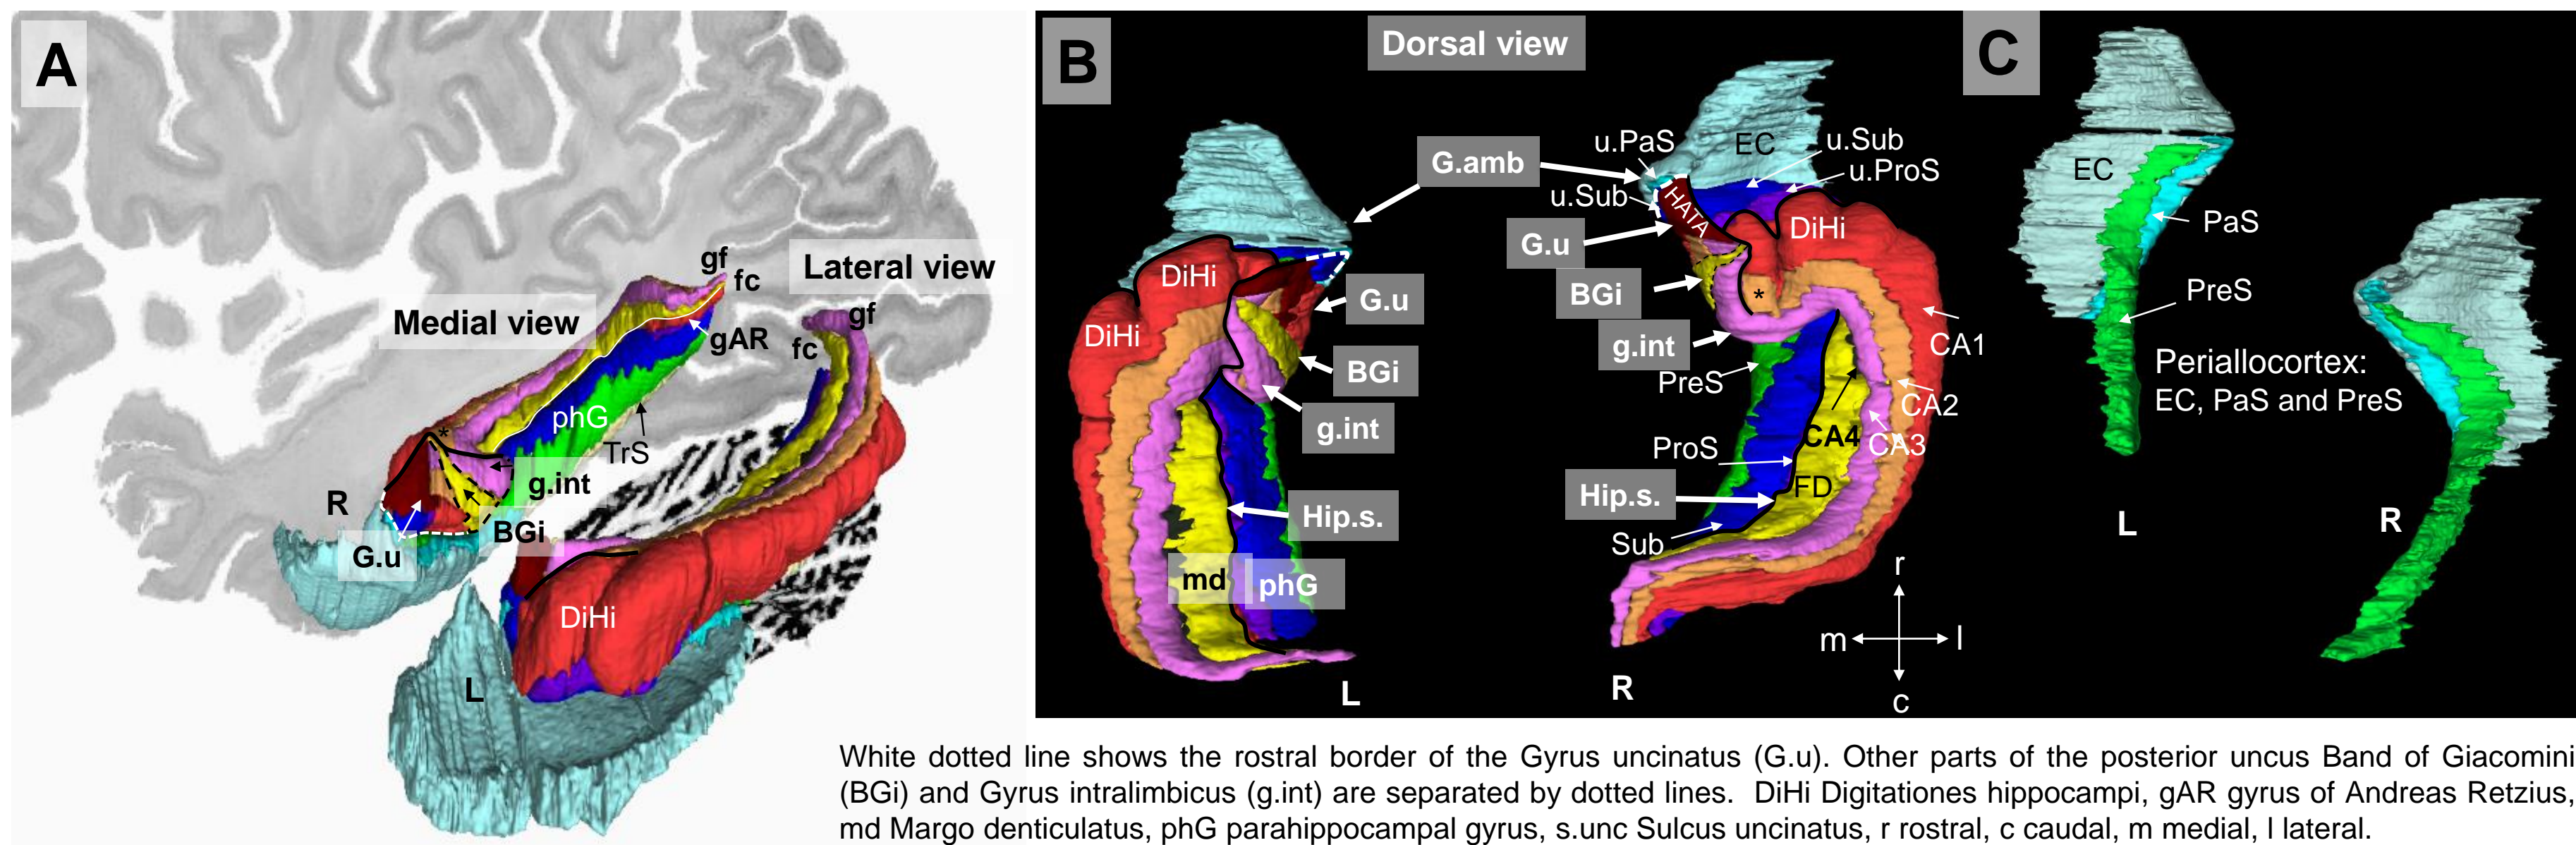 A
Medial view
Lateral view
gf
fc
gAR
gf
fc
phG
TrS
*
g.int
R
BGi
G.u
DiHi
L
B
Dorsal view
G.amb
u.PaS
EC
u.Sub
u.ProS
u.Sub
HATA
DiHi
G.u
DiHi
G.u
BGi
*
DiHi
g.int
CA1
BGi
PreS
CA2
g.int
CA4
CA3
ProS
Hip.s.
FD
Hip.s.
Sub
md
phG
r
m
l
c
L
R
C
EC
PaS
PreS
Periallocortex:
EC, PaS and PreS
L
R
White dotted line shows the rostral border of the Gyrus uncinatus (G.u). Other parts of the posterior uncus Band of Giacomini
(BGi) and Gyrus intralimbicus (g.int) are separated by dotted lines. DiHi Digitationes hippocampi, gAR gyrus of Andreas Retzius,
md Margo denticulatus, phG parahippocampal gyrus, s.unc Sulcus uncinatus, r rostral, c caudal, m medial, l lateral.